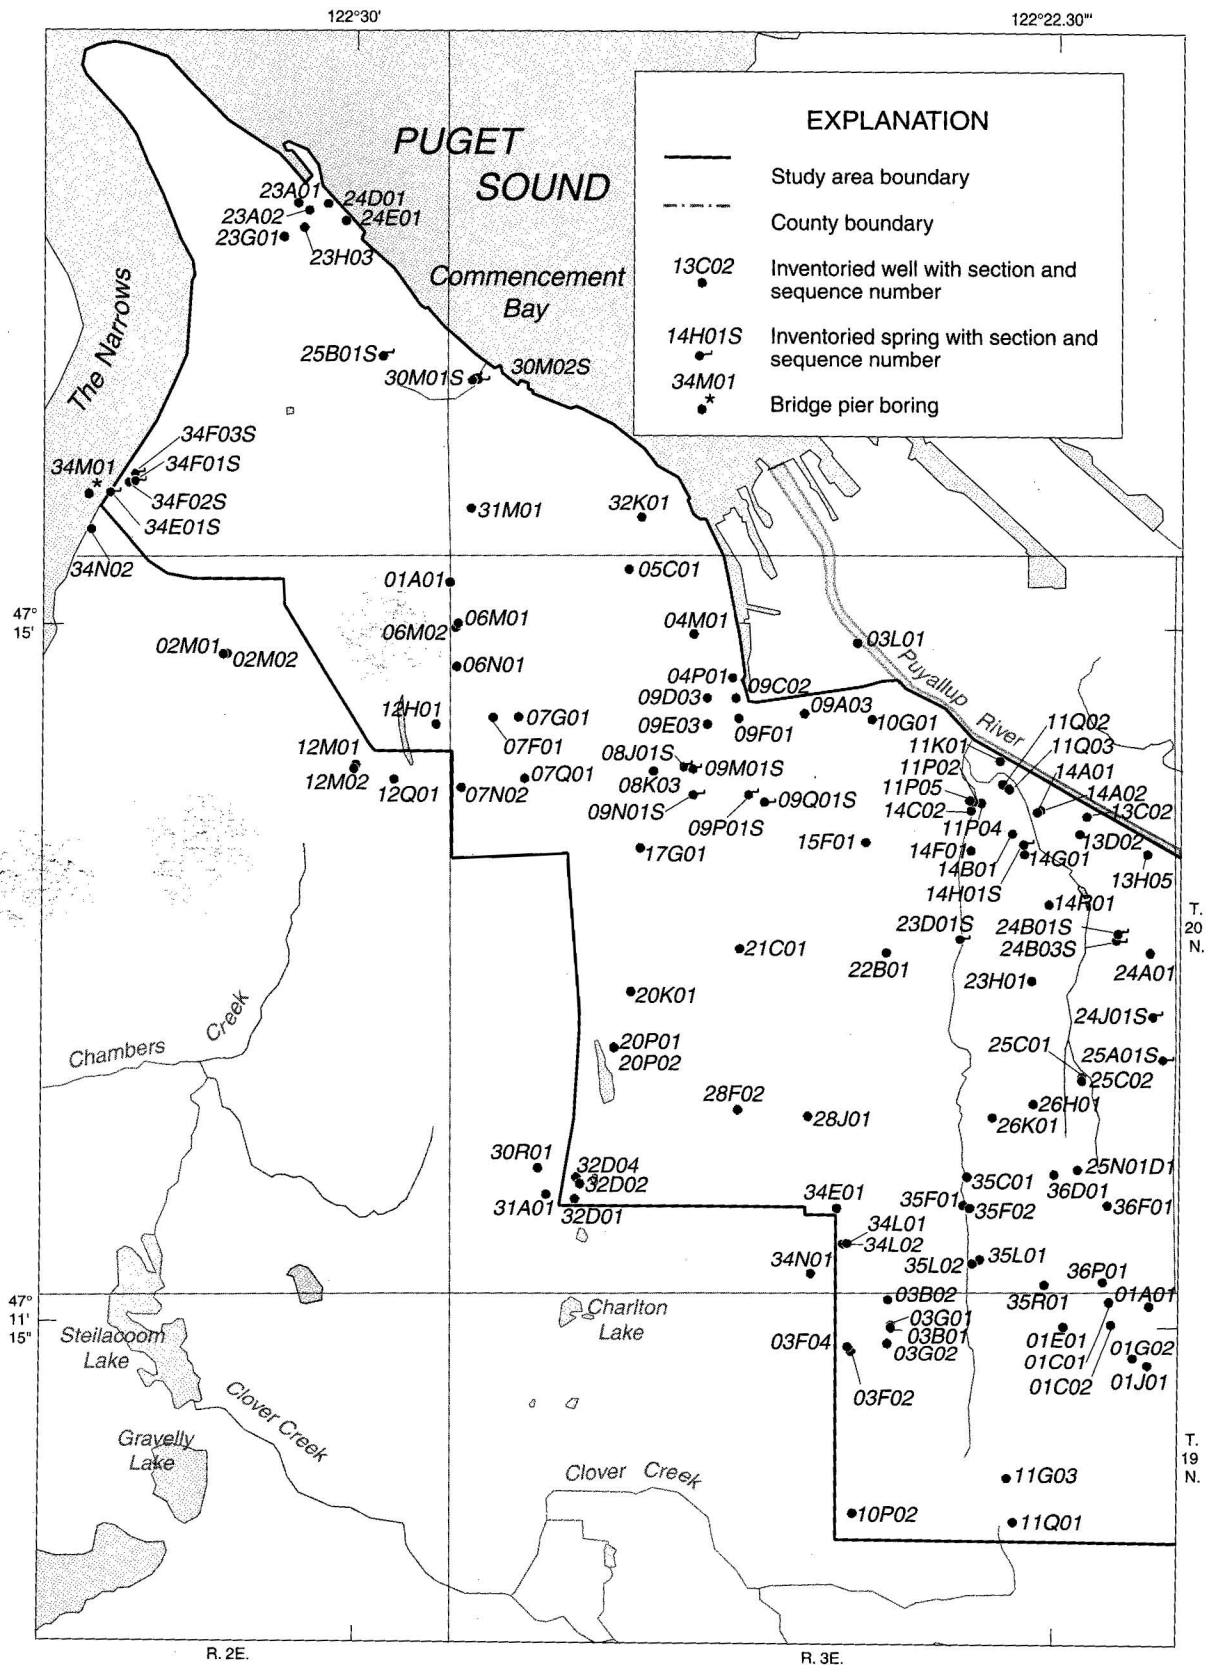 122°30'
122°22.30"'
PUGET
SOUND
EXPLANATION
Study area boundary
County boundary
13C02
Inventoried well with section and
sequence number
14H01S
Inventoried spring with section and
sequence number
34M01
*
Bridge pier boring
23A01
24D01
23A02
24E01
23G01
23H03
Commencement
Bay
The Narrows
25B01S
30M02S
30M01S
34F03S
34F01S
34M01
*
34F02S
34E01S
34N02
31M01
32K01
05C01
01A01
47°
15'
06M01
06M02
04M01
03L01
02M01
02M02
06N01
Puyallup
River
04P01
09C02
09D03
09A03
12H01
07G01
09E03
09F01
10G01
07F01
11Q02
11K01
11Q03
12M01
08J01S
09M01S
11P02
14A01
12M02
07Q01
08K03
11P05
14A02
12Q01
07N02
09N01S
09Q01S
14C02
13C02
09P01S
11P04
15F01
13D02
17G01
14F01
14B01
14G01
14H01S
13H05
14R01
T.
20
N.
23D01S
24B01S
24B03S
21C01
22B01
24A01
23H01
20K01
24J01S
Chambers
Creek
20P01
20P02
25C01
25A01S
25C02
28F02
26H01
28J01
26K01
30R01
32D04
25N01D1
32D02
35C01
36D01
31A01
32D01
34E01
35F01
35F02
36F01
34L01
34L02
34N01
35L01
35L02
36P01
03B02
35R01
01A01
47°
11'
15"
Steilacoom
Lake
Charlton
Lake
03G01
03B01
01E01
03F04
03G02
01C01
01G02
01C02
01J01
03F02
Clover Creek
Gravelly
Lake
Clover Creek
T.
19
N.
11G03
10P02
11Q01
R. 2E.
R. 3E.